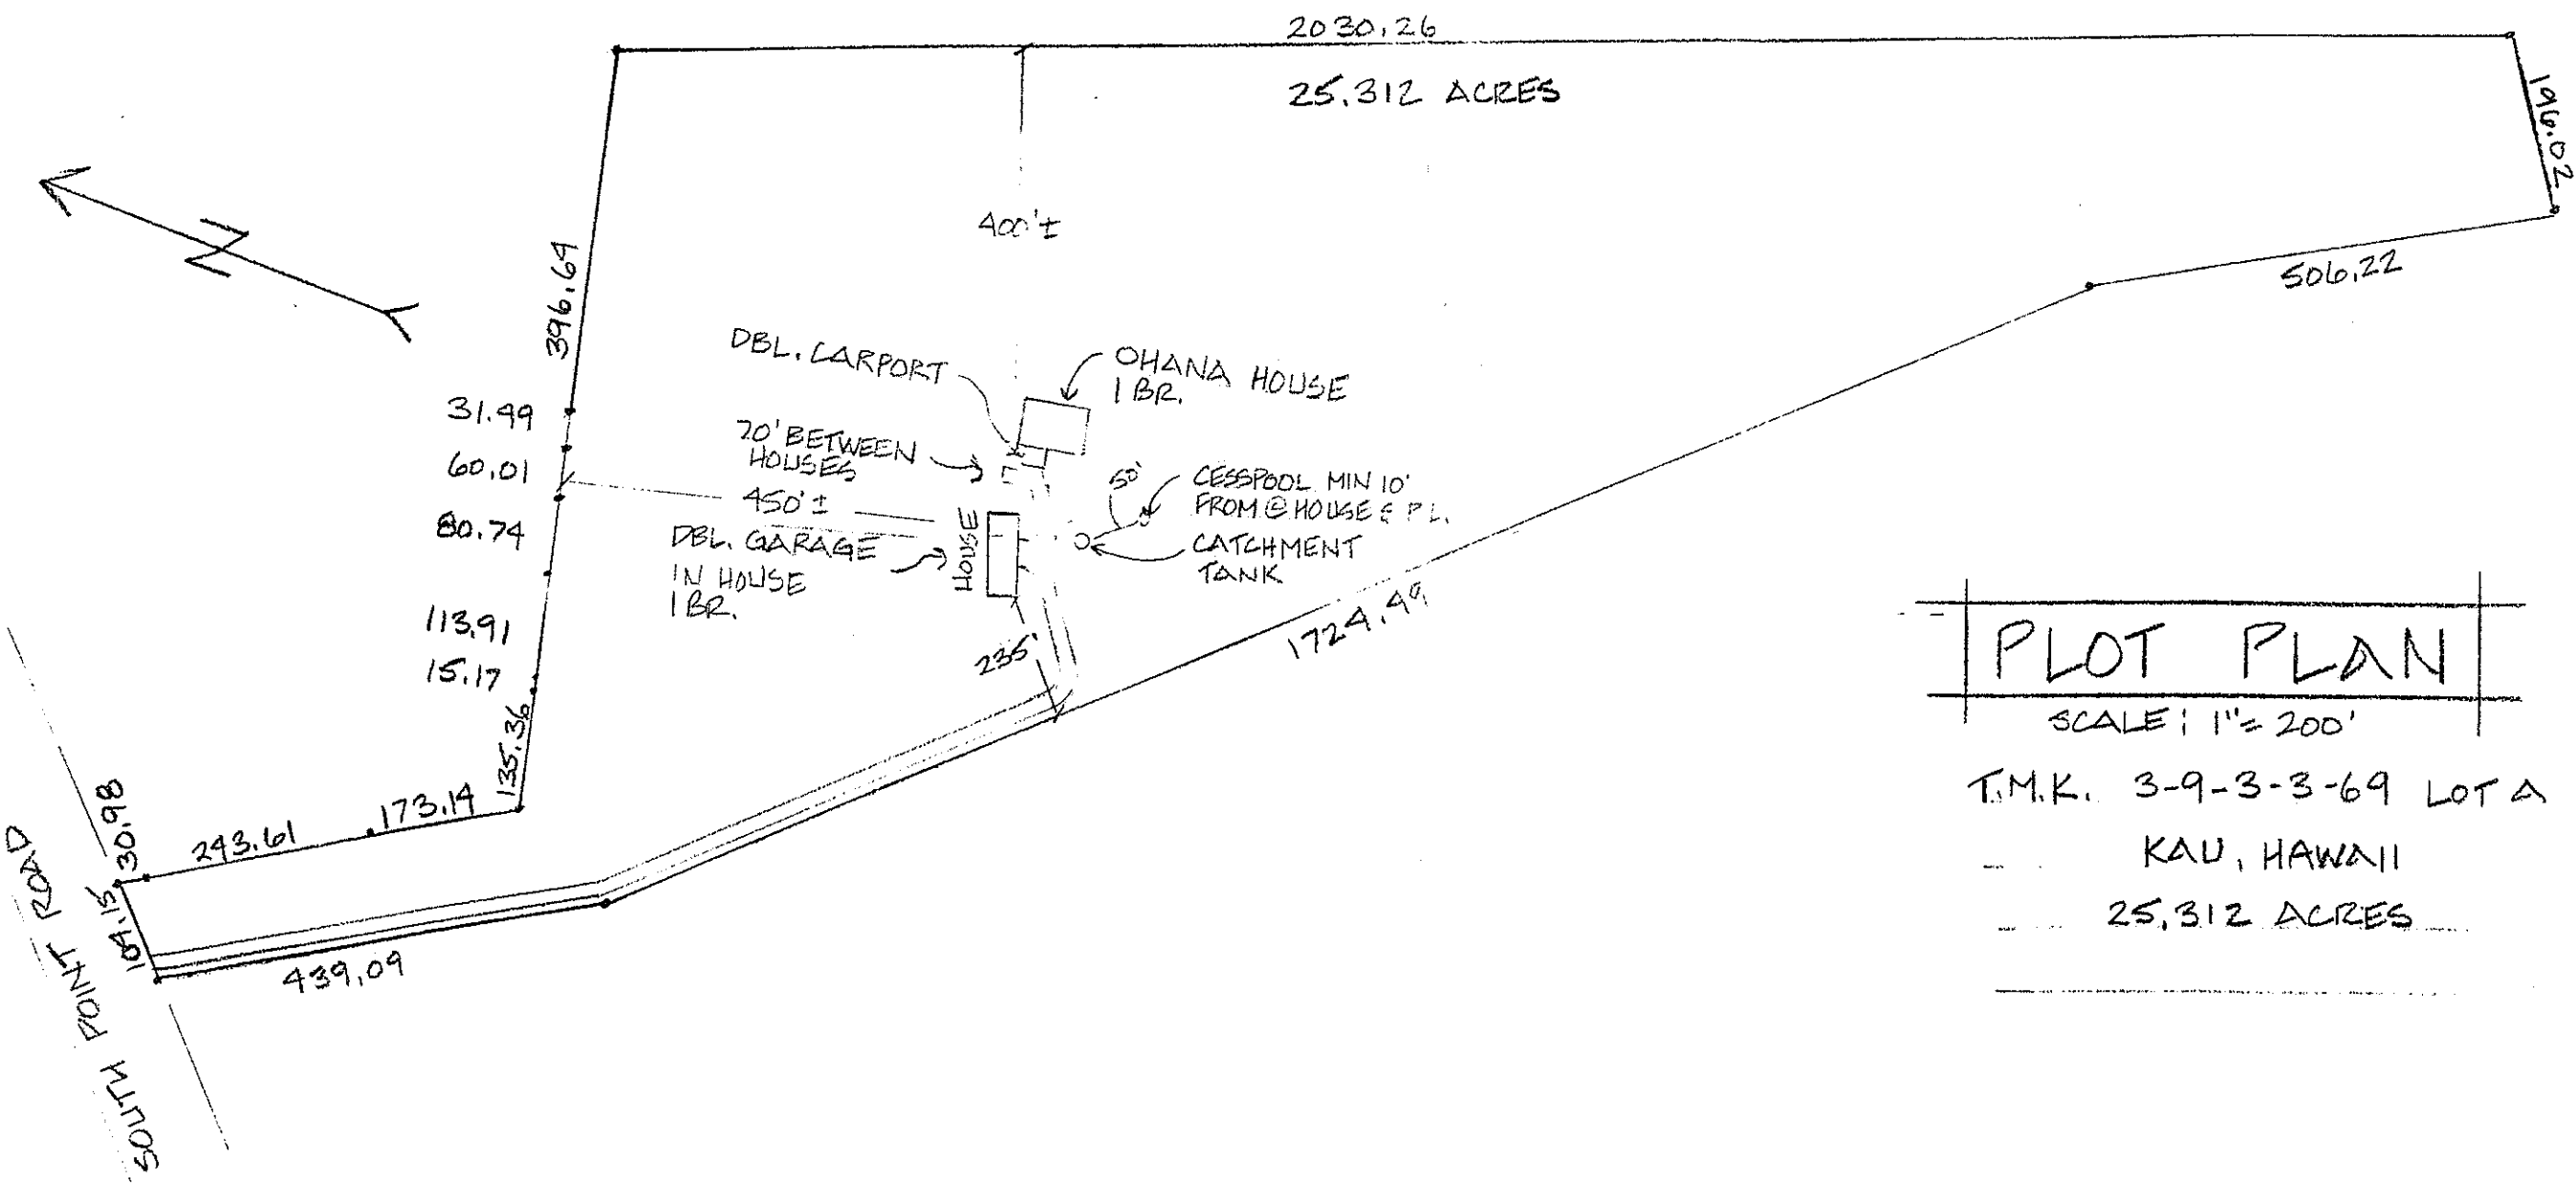 2030.26
25.312 ACRES
196.02
N
400'±
506.22
396.64
DBL. CARPORT
OHANA HOUSE
1 BR.
31.49
60.01
80.74
20' BETWEEN
HOUSES
450'±
50'
CESSPOOL MIN 10'
FROM @ HOUSE & P.L.
CATCHMENT
TANK
DBL. GARAGE
IN HOUSE
1 BR.
HOUSE
113.91
15.17
135.36
235'
1724.49
30.98
243.61
173.14
109.15
439.09
SOUTH POINT ROAD
PLOT PLAN
SCALE: 1"= 200'
T.M.K. 3-9-3-3-69 LOT A
KAU, HAWAII
25.312 ACRES